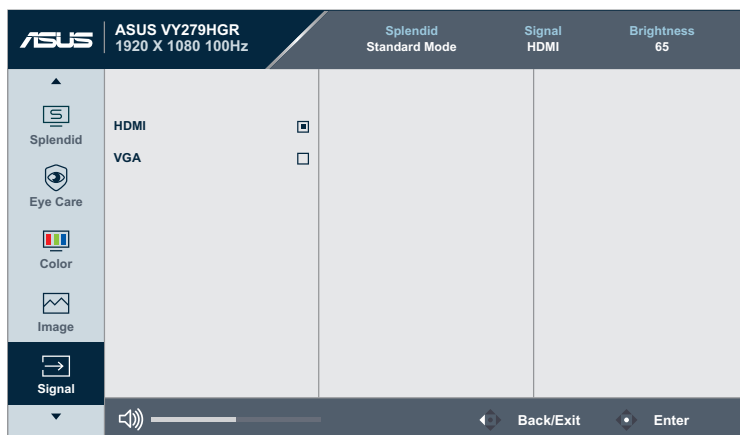 ASUS
ASUS VY279HGR
1920 X 1080 100Hz
Splendid
Standard Mode
Signal
HDMI
Brightness
65
Splendid
Eye Care
Color
Image
Signal
HDMI
VGA
Back/Exit
Enter